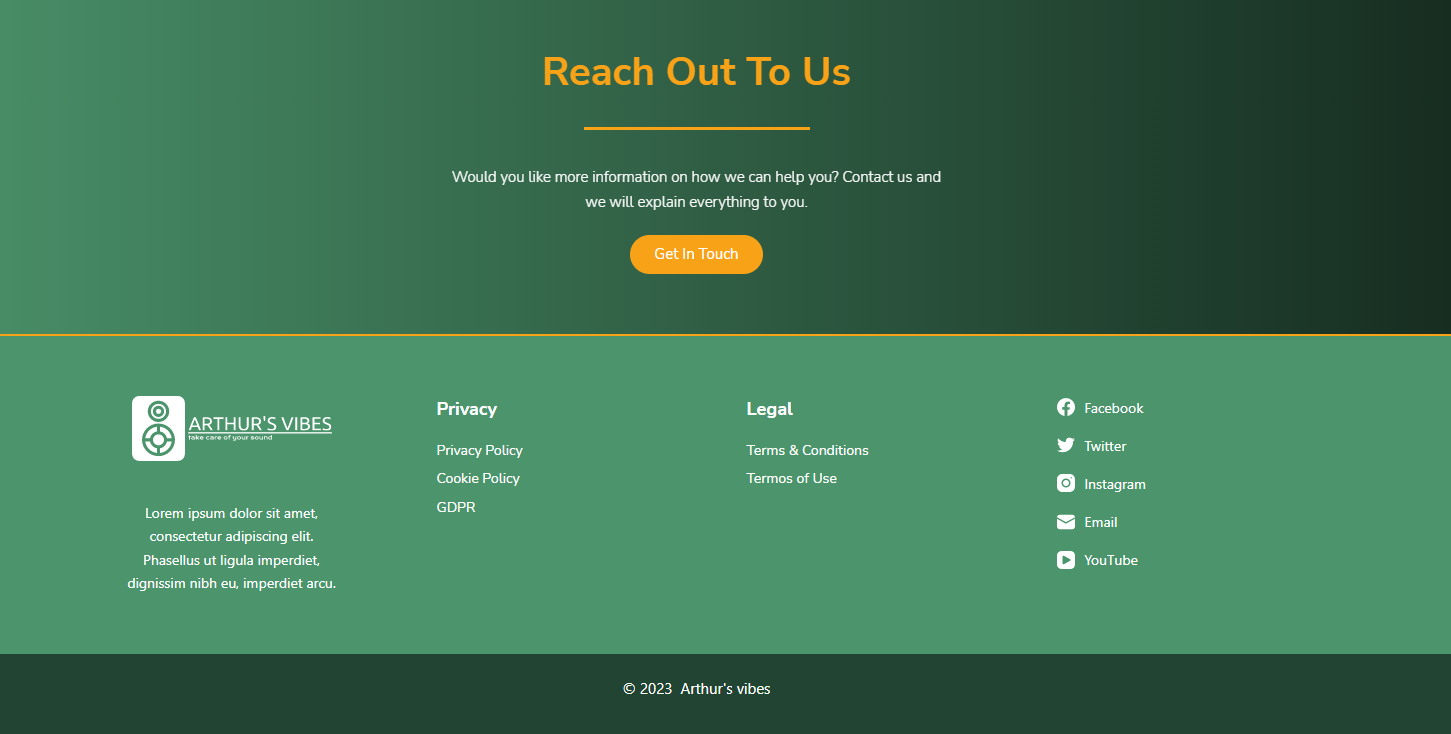 Reach Out To Us
Would you like more information on how we can help you? Contact us and
we will explain everything to you.
Get In Touch
ARTHUR'S VIBES
take care of your sound
Lorem ipsum dolor sit amet,
consectetur adipiscing elit.
Phasellus ut ligula imperdiet,
dignissim nibh eu, imperdiet arcu.
Privacy
Privacy Policy
Cookie Policy
GDPR
Legal
Terms & Conditions
Termos of Use
Facebook
Twitter
Instagram
Email
YouTube
© 2023 Arthur's vibes